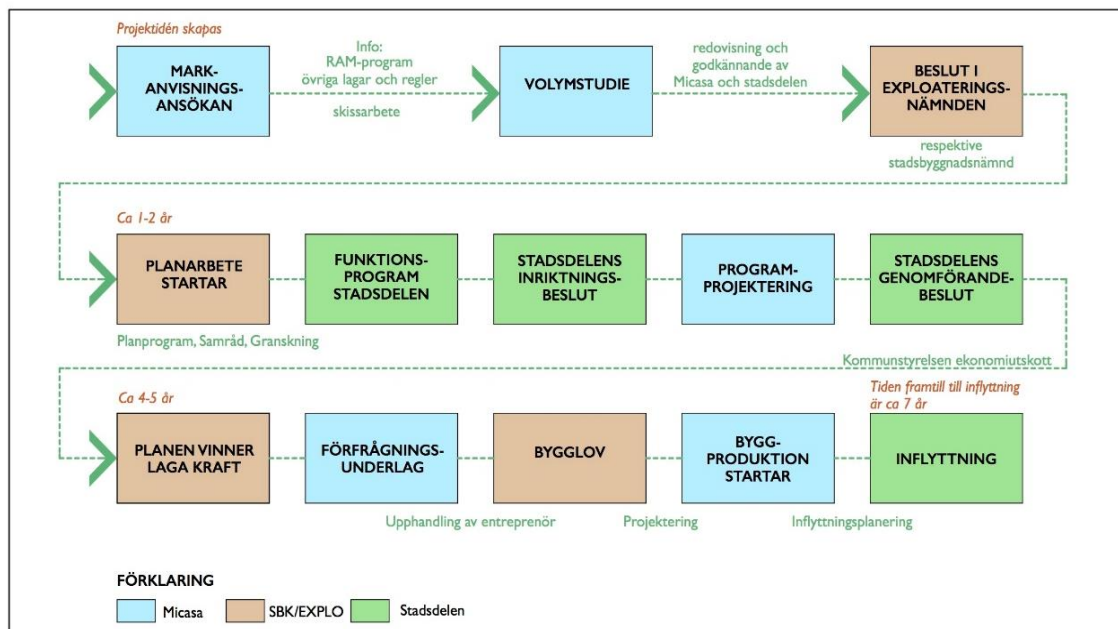 Projektidén skapas
MARK-
ANVISNINGS-
ANSÖKAN
Info:
RAM-program
övriga lagar och regler
skissarbete
VOLYMSTUDIE
redovisning och
godkännande av
Micasa och stadsdelen
BESLUT I
EXPLOATERINGS-
NÄMNDEN
respektive
stadsbyggnadsnämnd
Ca 1-2 år
PLANARBETE
STARTAR
Planprogram, Samråd, Granskning
FUNKTIONS-
PROGRAM
STADSDELEN
STADSDELENS
INRIKTNINGS-
BESLUT
PROGRAM-
PROJEKTERING
STADSDELENS
GENOMFÖRANDE-
BESLUT
Kommunstyrelsen ekonomiutskott
Ca 4-5 år
PLANEN VINNER
LAGA KRAFT
FÖRFRÅGNINGS-
UNDERLAG
Upphandling av entreprenör
BYGGLOV
Projektering
BYGG-
PRODUKTION
STARTAR
Inflyttningsplanering
Tiden framtill till inflyttning
är ca 7 år
INFLYTTNING
FÖRKLARING
Micasa
SBK/EXPLO
Stadsdelen